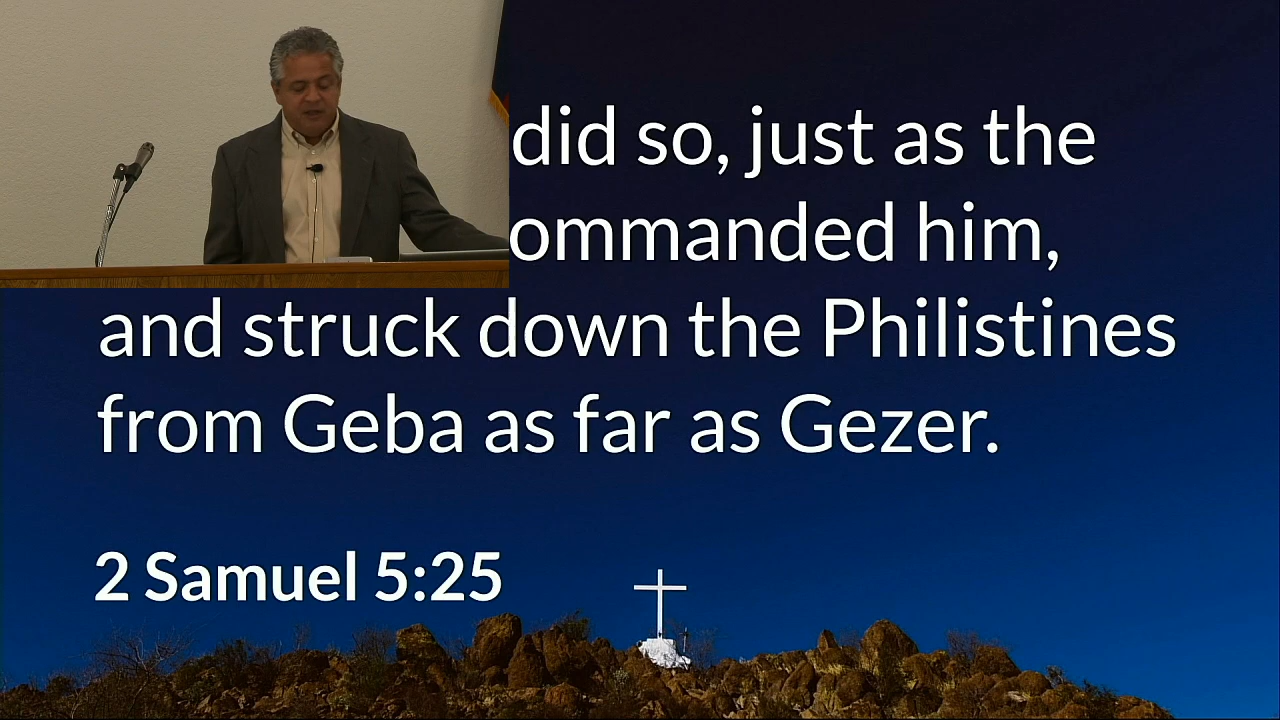 did so, just as the
ommanded him,
and struck down the Philistines
from Geba as far as Gezer.
2 Samuel 5:25